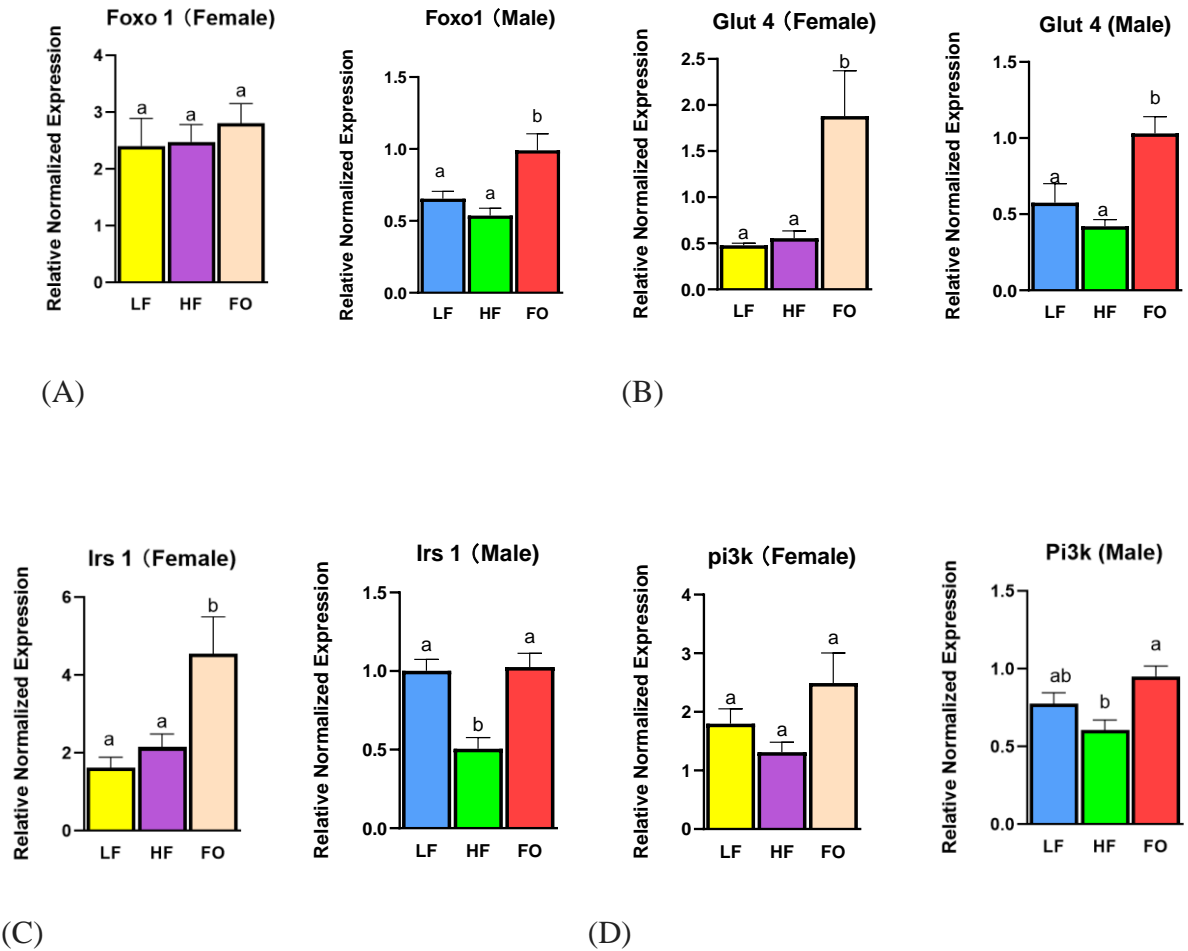 Foxo 1 (Female)
Relative Normalized Expression
4
3
2
1
0
a
a
a
LF
HF
FO
Foxo1 (Male)
Relative Normalized Expression
1.5
1.0
0.5
0.0
a
a
b
LF
HF
FO
(A)
Glut 4 (Female)
Relative Normalized Expression
2.5
2.0
1.5
1.0
0.5
0.0
a
a
b
LF
HF
FO
Glut 4 (Male)
Relative Normalized Expression
1.5
1.0
0.5
0.0
a
a
b
LF
HF
FO
(B)
Irs 1 (Female)
Relative Normalized Expression
6
4
2
0
a
a
b
LF
HF
FO
Irs 1 (Male)
Relative Normalized Expression
1.5
1.0
0.5
0.0
a
b
a
LF
HF
FO
(C)
pi3k (Female)
Relative Normalized Expression
4
3
2
1
0
a
a
a
LF
HF
FO
Pi3k (Male)
Relative Normalized Expression
1.5
1.0
0.5
0.0
ab
b
a
LF
HF
FO
(D)